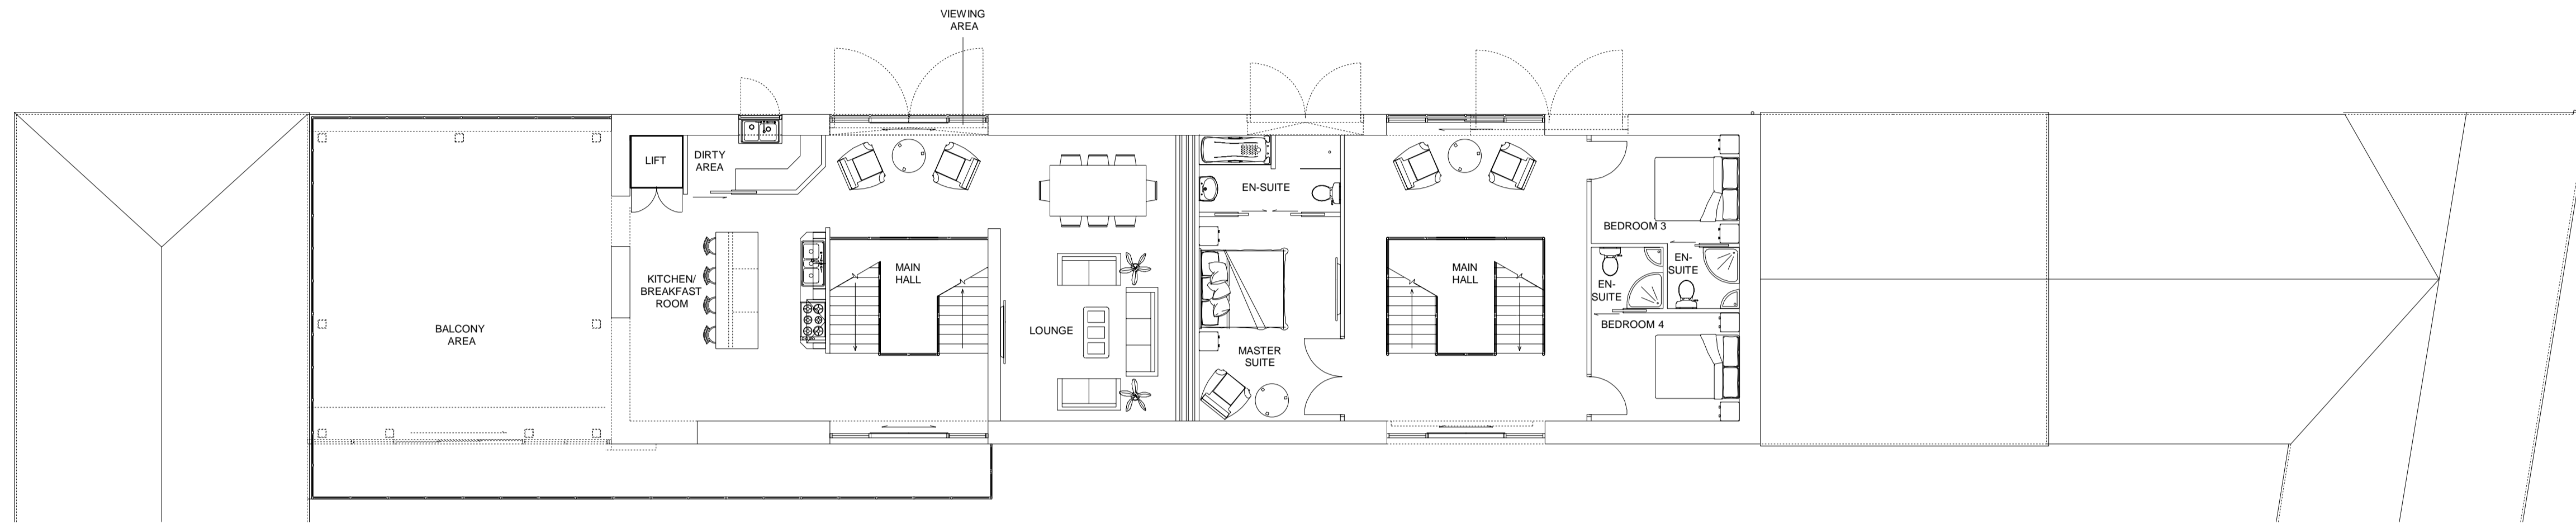 VIEWING
AREA
LIFT
DIRTY
AREA
EN-SUITE
BEDROOM 3
MAIN
HALL
MAIN
HALL
EN-
SUITE
KITCHEN/
BREAKFAST
ROOM
EN-
SUITE
BALCONY
AREA
LOUNGE
BEDROOM 4
MASTER
SUITE